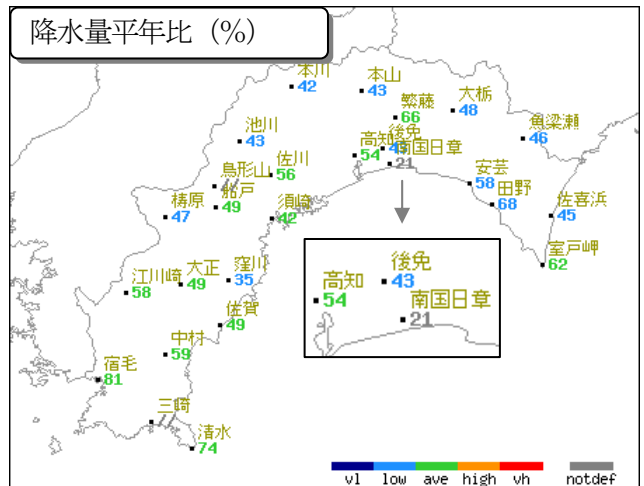 降水量平年比（%）
本川
42
本山
43
繁藤
66
大栃
48
魚梁瀬
46
池川
43
高知
54
後免
43
南国日章
21
鳥形山
//
佐川
56
船戸
49
須崎
42
安芸
58
田野
68
佐喜浜
45
室戸岬
62
梼原
47
江川崎
58
大正
49
窪川
35
佐賀
49
中村
59
宿毛
81
三崎
//
清水
74
高知
54
後免
43
南国日章
21
vl low ave high vh notdef